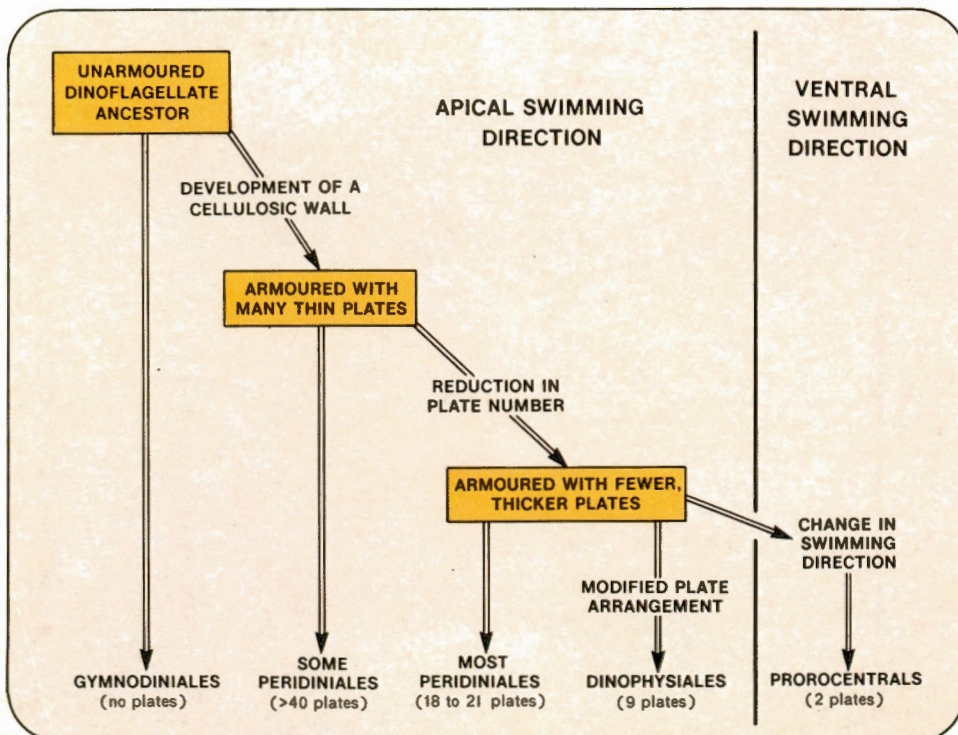 UNARMOURED
DINOFLAGELLATE
ANCESTOR
APICAL SWIMMING
DIRECTION
VENTRAL
SWIMMING
DIRECTION
DEVELOPMENT OF A
CELLULOSIC WALL
ARMOURED WITH
MANY THIN PLATES
REDUCTION IN
PLATE NUMBER
ARMOURED WITH FEWER,
THICKER PLATES
CHANGE IN
SWIMMING
DIRECTION
MODIFIED PLATE
ARRANGEMENT
GYMNODINIALES
(no plates)
SOME
PERIDINIALES
(>40 plates)
MOST
PERIDINIALES
(18 to 21 plates)
DINOPHYSIALES
(9 plates)
PROROCENTRALS
(2 plates)